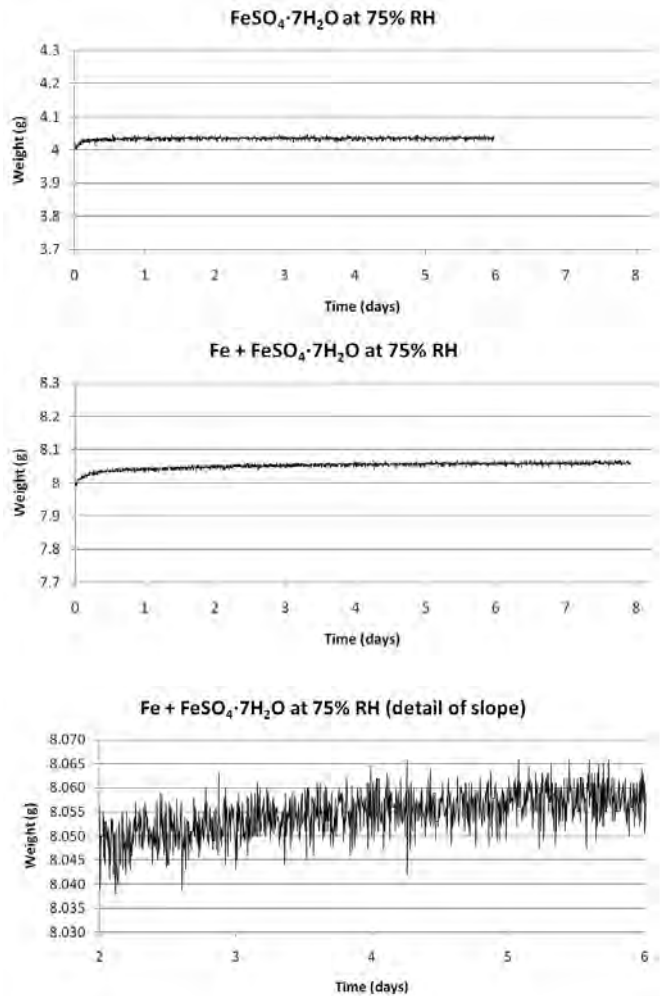 FeSO₄·7H₂O at 75% RH
4.3
4.2
4.1
4
3.9
3.8
3.7
Weight (g)
0 1 2 3 4 5 6 7 8
Time (days)
Fe + FeSO₄·7H₂O at 75% RH
8.3
8.2
8.1
8
7.9
7.8
7.7
Weight (g)
0 1 2 3 4 5 6 7 8
Time (days)
Fe + FeSO₄·7H₂O at 75% RH (detail of slope)
8.070
8.065
8.060
8.055
8.050
8.045
8.040
8.035
8.030
Weight (g)
2 3 4 5 6
Time (days)